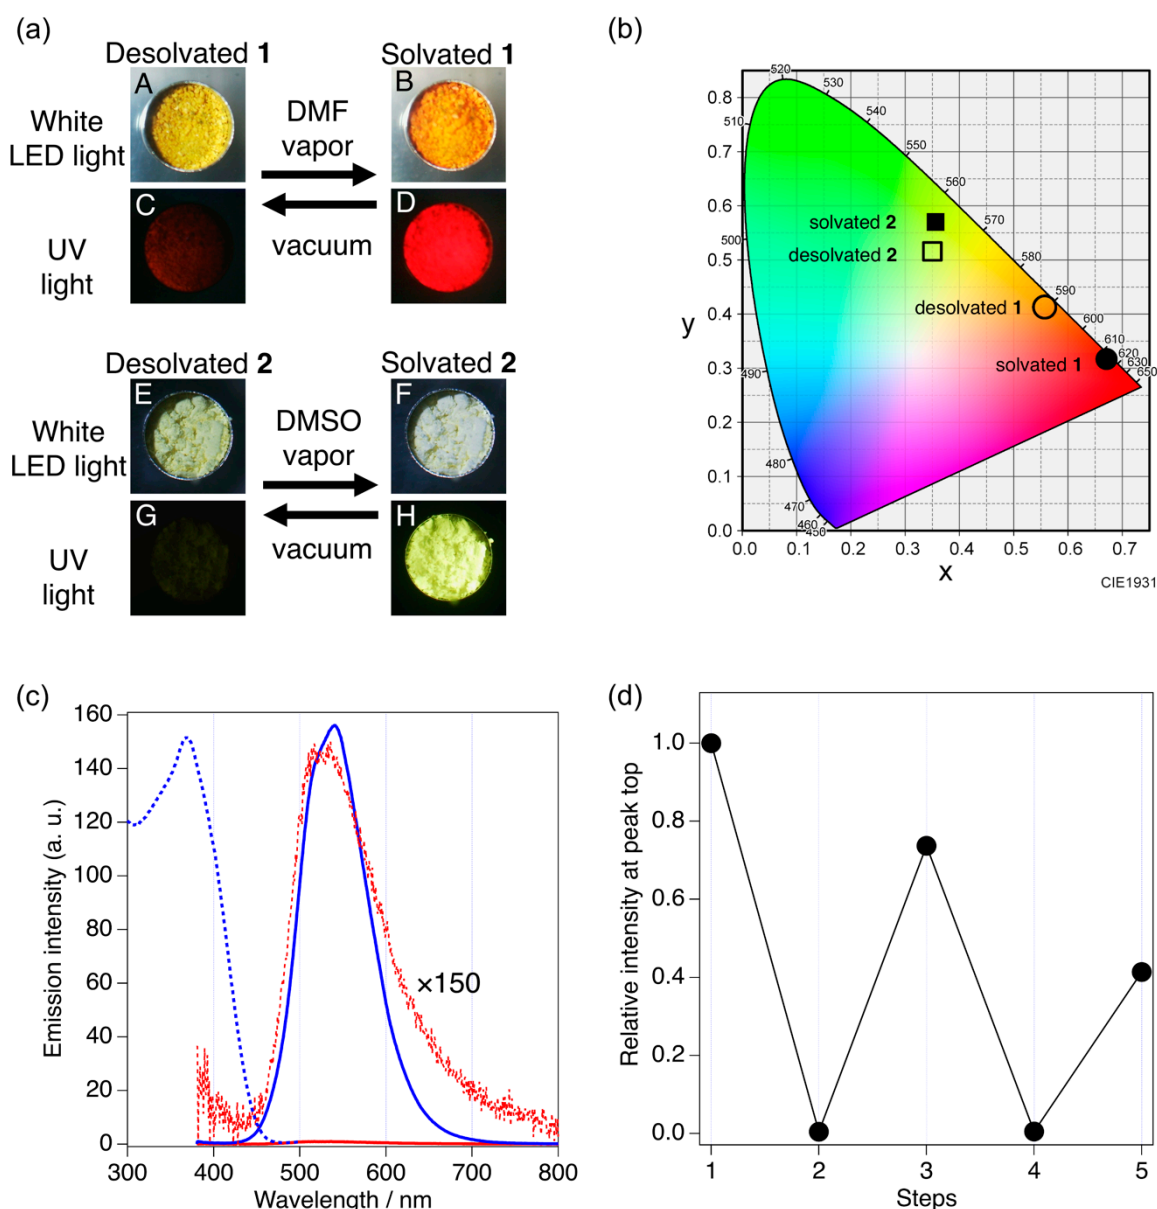 (a)
Desolvated 1
Solvated 1
A
B
White
LED light
DMF
vapor
C
D
UV
light
vacuum
Desolvated 2
Solvated 2
E
F
White
LED light
DMSO
vapor
G
H
UV
light
vacuum
(b)
520
530
540
550
560
570
580
590
600
610
620
630
650
510
500
490
480
470
460
450
0.8
0.7
0.6
0.5
0.4
0.3
0.2
0.1
0.0
y
solvated 2
desolvated 2
desolvated 1
solvated 1
0.0 0.1 0.2 0.3 0.4 0.5 0.6 0.7
x
CIE1931
(c)
160
140
120
100
80
60
40
20
0
Emission intensity (a. u.)
×150
300 400 500 600 700 800
Wavelength / nm
(d)
1.0
0.8
0.6
0.4
0.2
0.0
Relative intensity at peak top
1 2 3 4 5
Steps